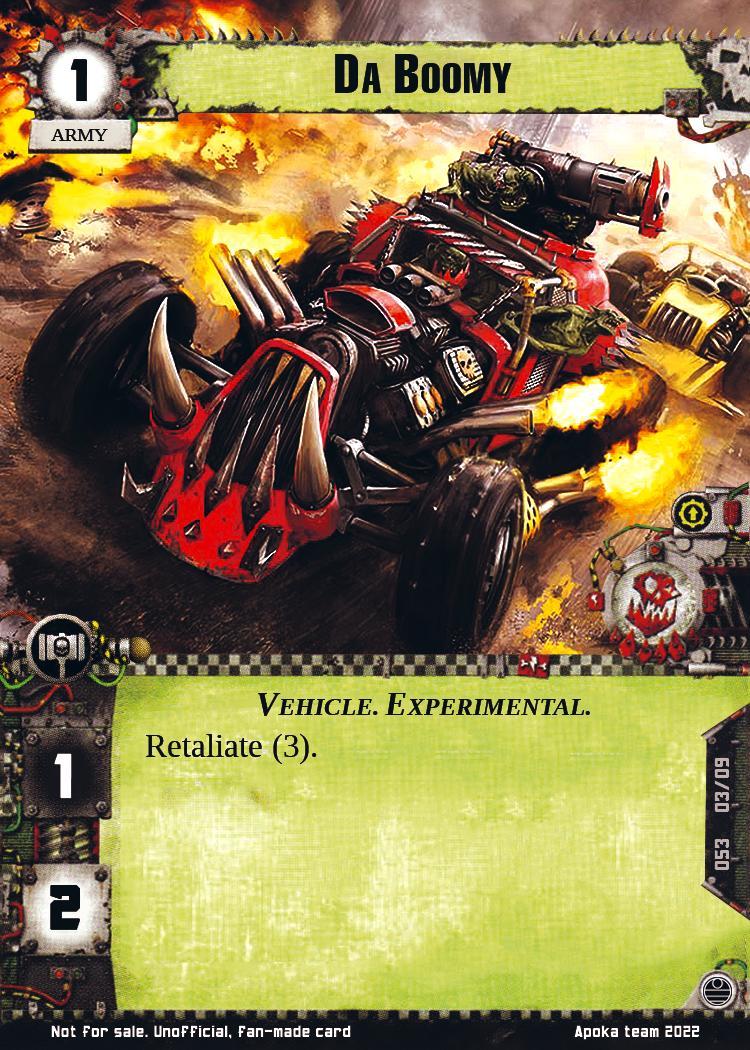 1
DA BOOMY
ARMY
VEHICLE. EXPERIMENTAL.
Retaliate (3).
1
2
053 03/09
Not for sale. Unofficial, fan-made card
Apoka team 2022